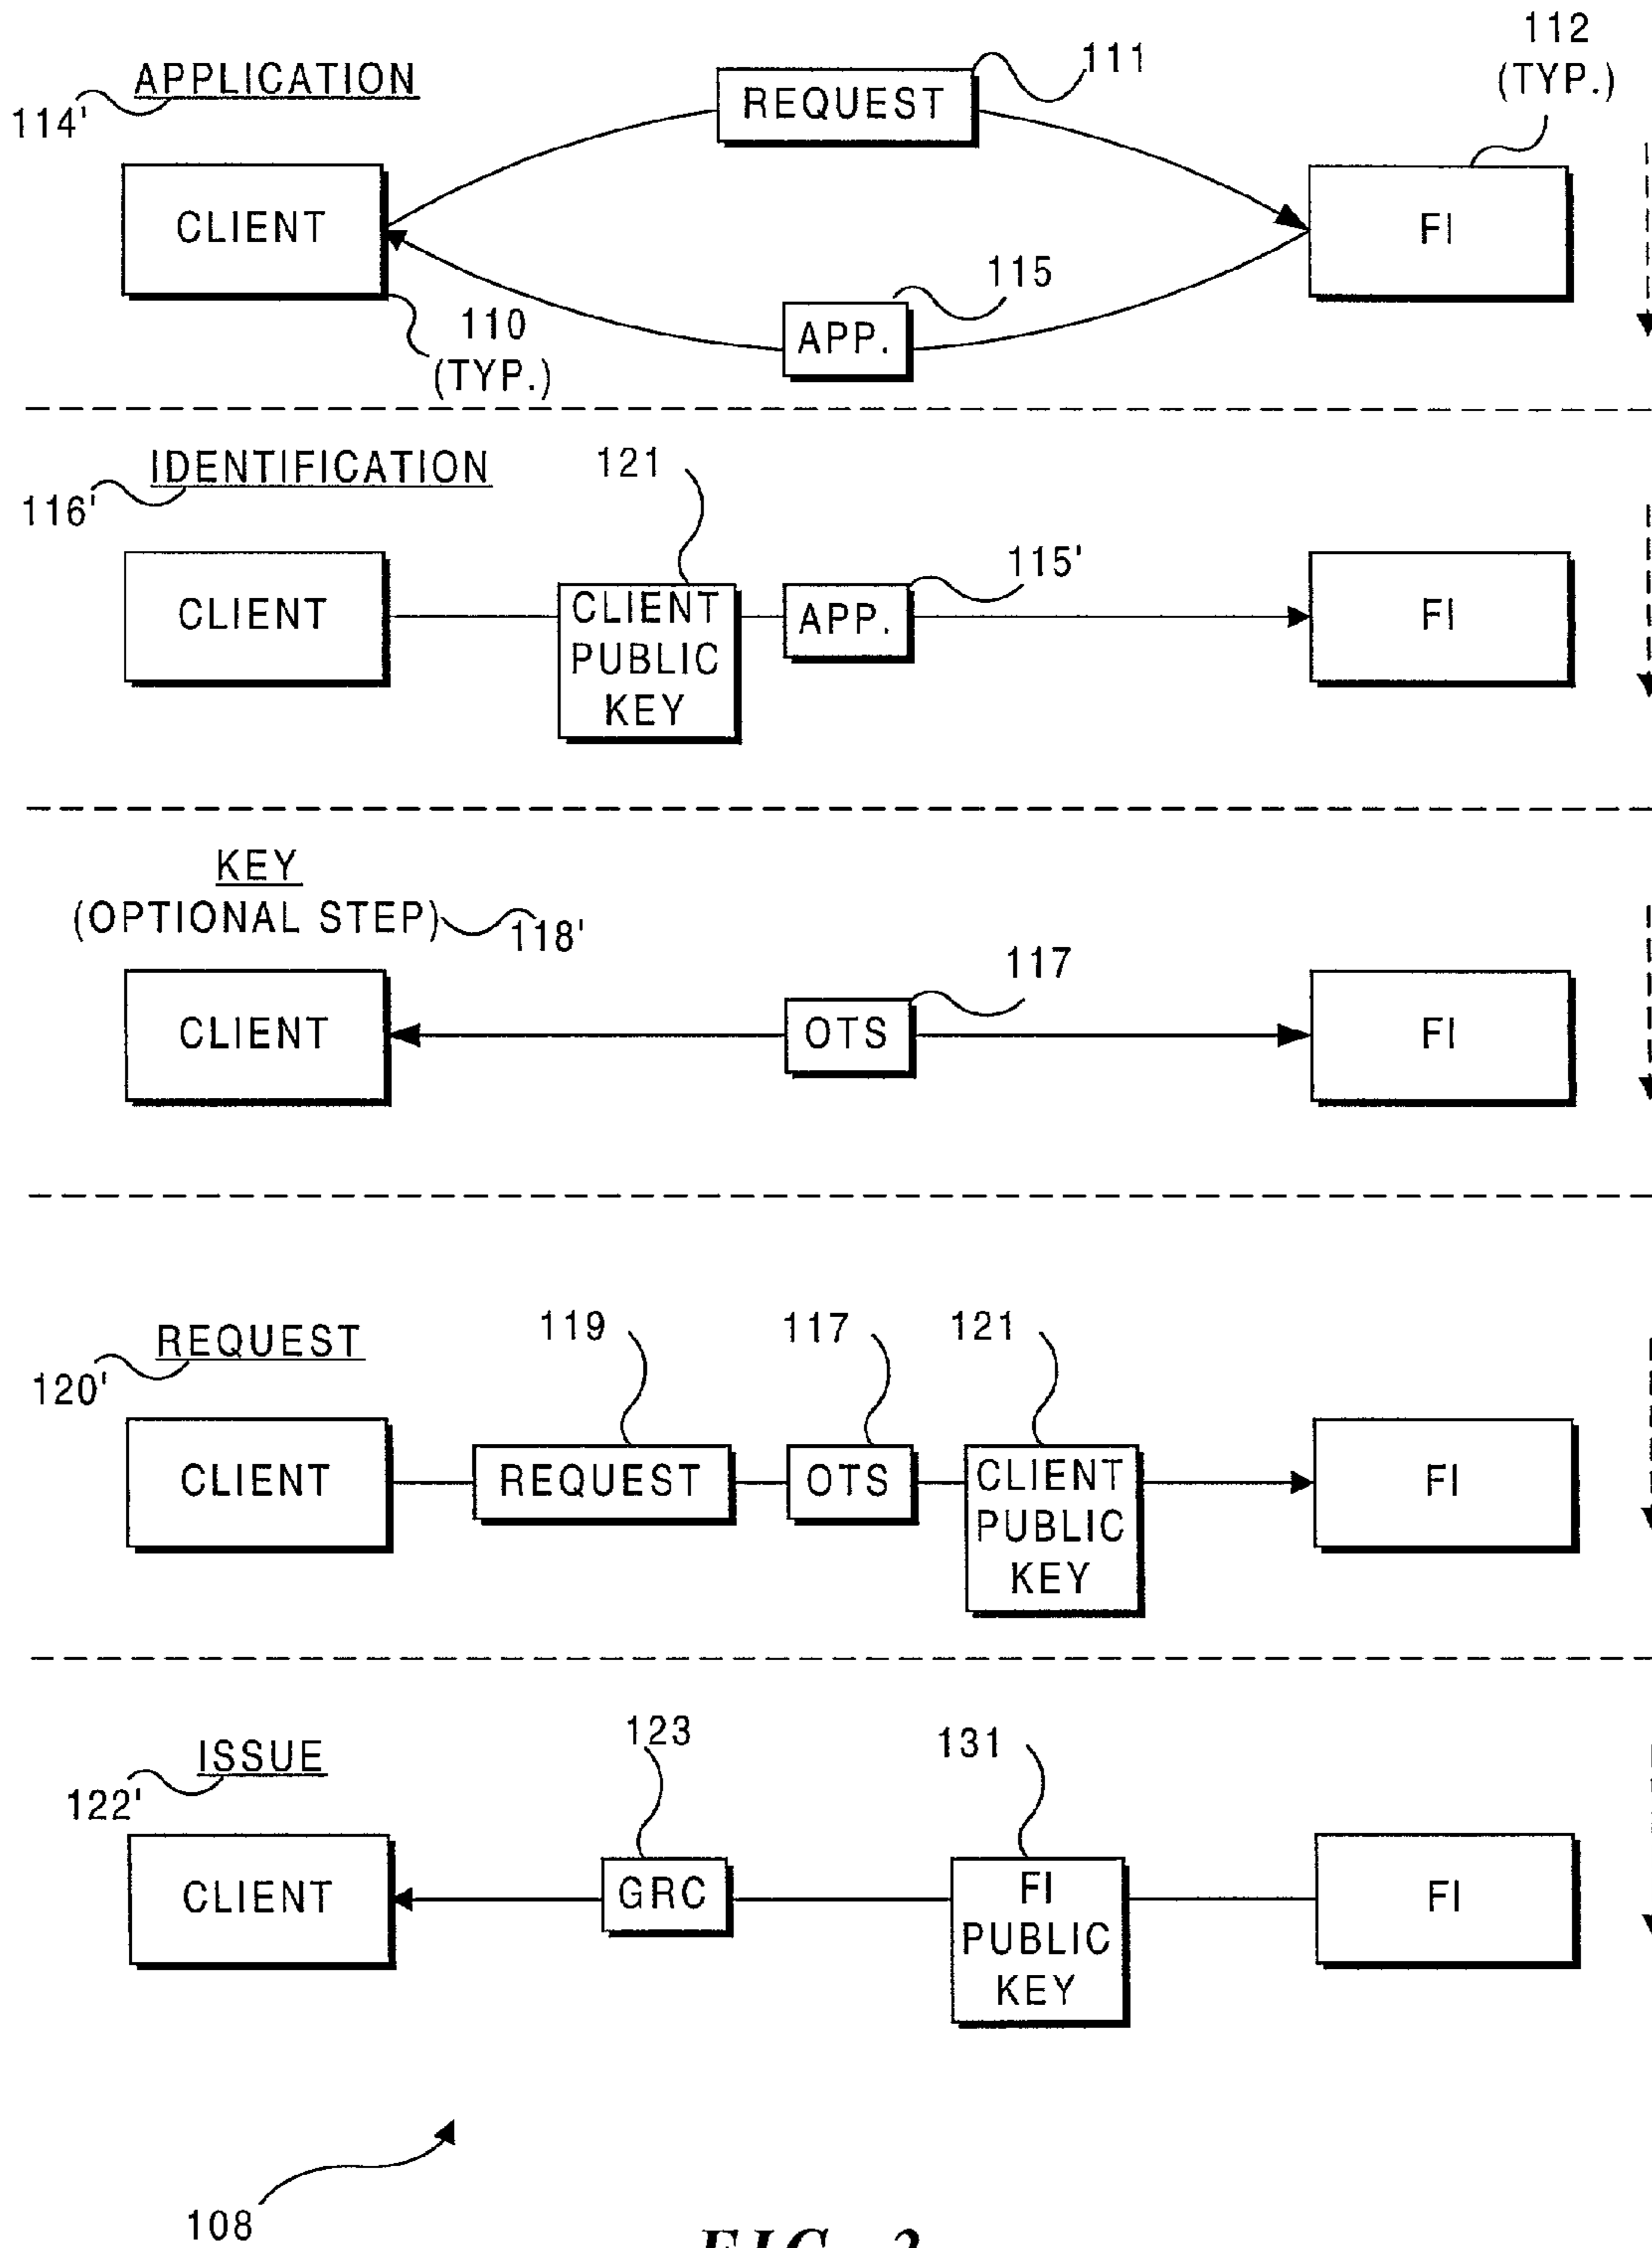 112
(TYP.)
APPLICATION
114'
REQUEST
111
CLIENT
FI
110
(TYP.)
APP.
115
IDENTIFICATION
116'
121
115'
CLIENT
CLIENT
PUBLIC
KEY
APP.
FI
KEY
(OPTIONAL STEP)
118'
117
CLIENT
OTS
FI
REQUEST
120'
119
117
121
CLIENT
REQUEST
OTS
CLIENT
PUBLIC
KEY
FI
ISSUE
122'
123
131
CLIENT
GRC
FI
PUBLIC
KEY
FI
108
FIG.